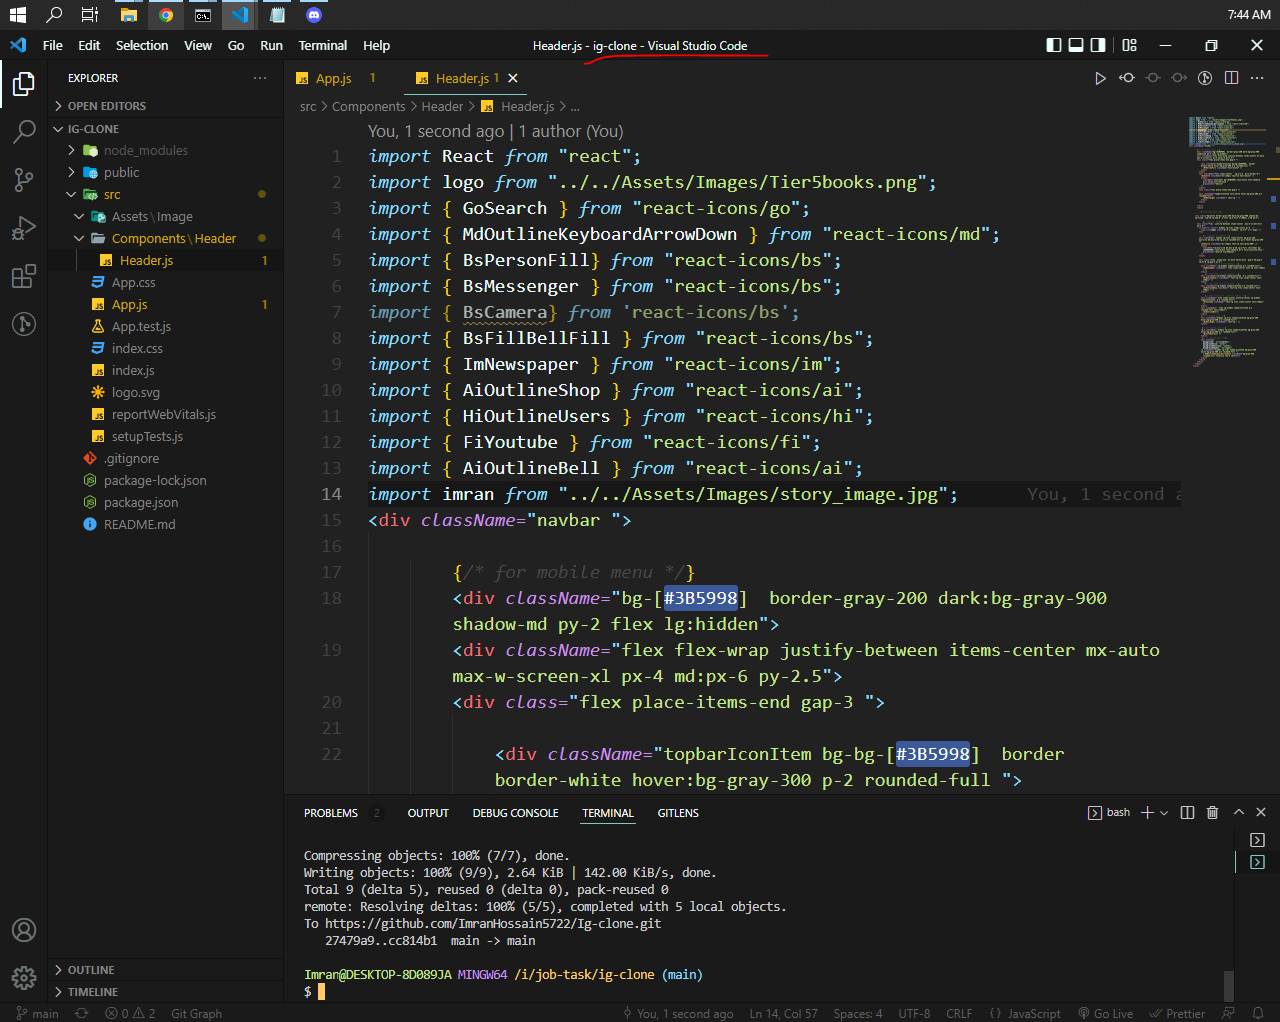 7:44 AM
File Edit Selection View Go Run Terminal Help
Header.js - ig-clone - Visual Studio Code
EXPLORER
OPEN EDITORS
IG-CLONE
node_modules
public
src
Assets\Image
Components\Header
Header.js 1
App.css
App.js 1
App.test.js
index.css
index.js
logo.svg
reportWebVitals.js
setupTests.js
.gitignore
package-lock.json
package.json
README.md
OUTLINE
TIMELINE
App.js 1 Header.js 1
src > Components > Header > Header.js > ...
You, 1 second ago | 1 author (You)
1 import React from "react";
2 import logo from "../../Assets/Images/Tier5books.png";
3 import { GoSearch } from "react-icons/go";
4 import { MdOutlineKeyboardArrowDown } from "react-icons/md";
5 import { BsPersonFill} from "react-icons/bs";
6 import { BsMessenger } from "react-icons/bs";
7 import { BsCamera} from 'react-icons/bs';
8 import { BsFillBellFill } from "react-icons/bs";
9 import { ImNewspaper } from "react-icons/im";
10 import { AiOutlineShop } from "react-icons/ai";
11 import { HiOutlineUsers } from "react-icons/hi";
12 import { FiYoutube } from "react-icons/fi";
13 import { AiOutlineBell } from "react-icons/ai";
14 import imran from "../../Assets/Images/story_image.jpg"; You, 1 second a
15 <div className="navbar ">
16
17 {/* for mobile menu */}
18 <div className="bg-[#3B5998]  border-gray-200 dark:bg-gray-900
shadow-md py-2 flex lg:hidden">
19 <div className="flex flex-wrap justify-between items-center mx-auto
max-w-screen-xl px-4 md:px-6 py-2.5">
20 <div class="flex place-items-end gap-3 ">
21
22 <div className="topbarIconItem bg-bg-[#3B5998]  border
border-white hover:bg-gray-300 p-2 rounded-full ">
PROBLEMS 2 OUTPUT DEBUG CONSOLE TERMINAL GITLENS
bash
Compressing objects: 100% (7/7), done.
Writing objects: 100% (9/9), 2.64 KiB | 142.00 KiB/s, done.
Total 9 (delta 5), reused 0 (delta 0), pack-reused 0
remote: Resolving deltas: 100% (5/5), completed with 5 local objects.
To https://github.com/ImranHossain5722/Ig-clone.git
27479a9..cc814b1  main -> main
Imran@DESKTOP-8D089JA MINGW64 /i/job-task/ig-clone (main)
$
main 0 2 Git Graph You, 1 second ago Ln 14, Col 57 Spaces: 4 UTF-8 CRLF {} JavaScript Go Live Prettier